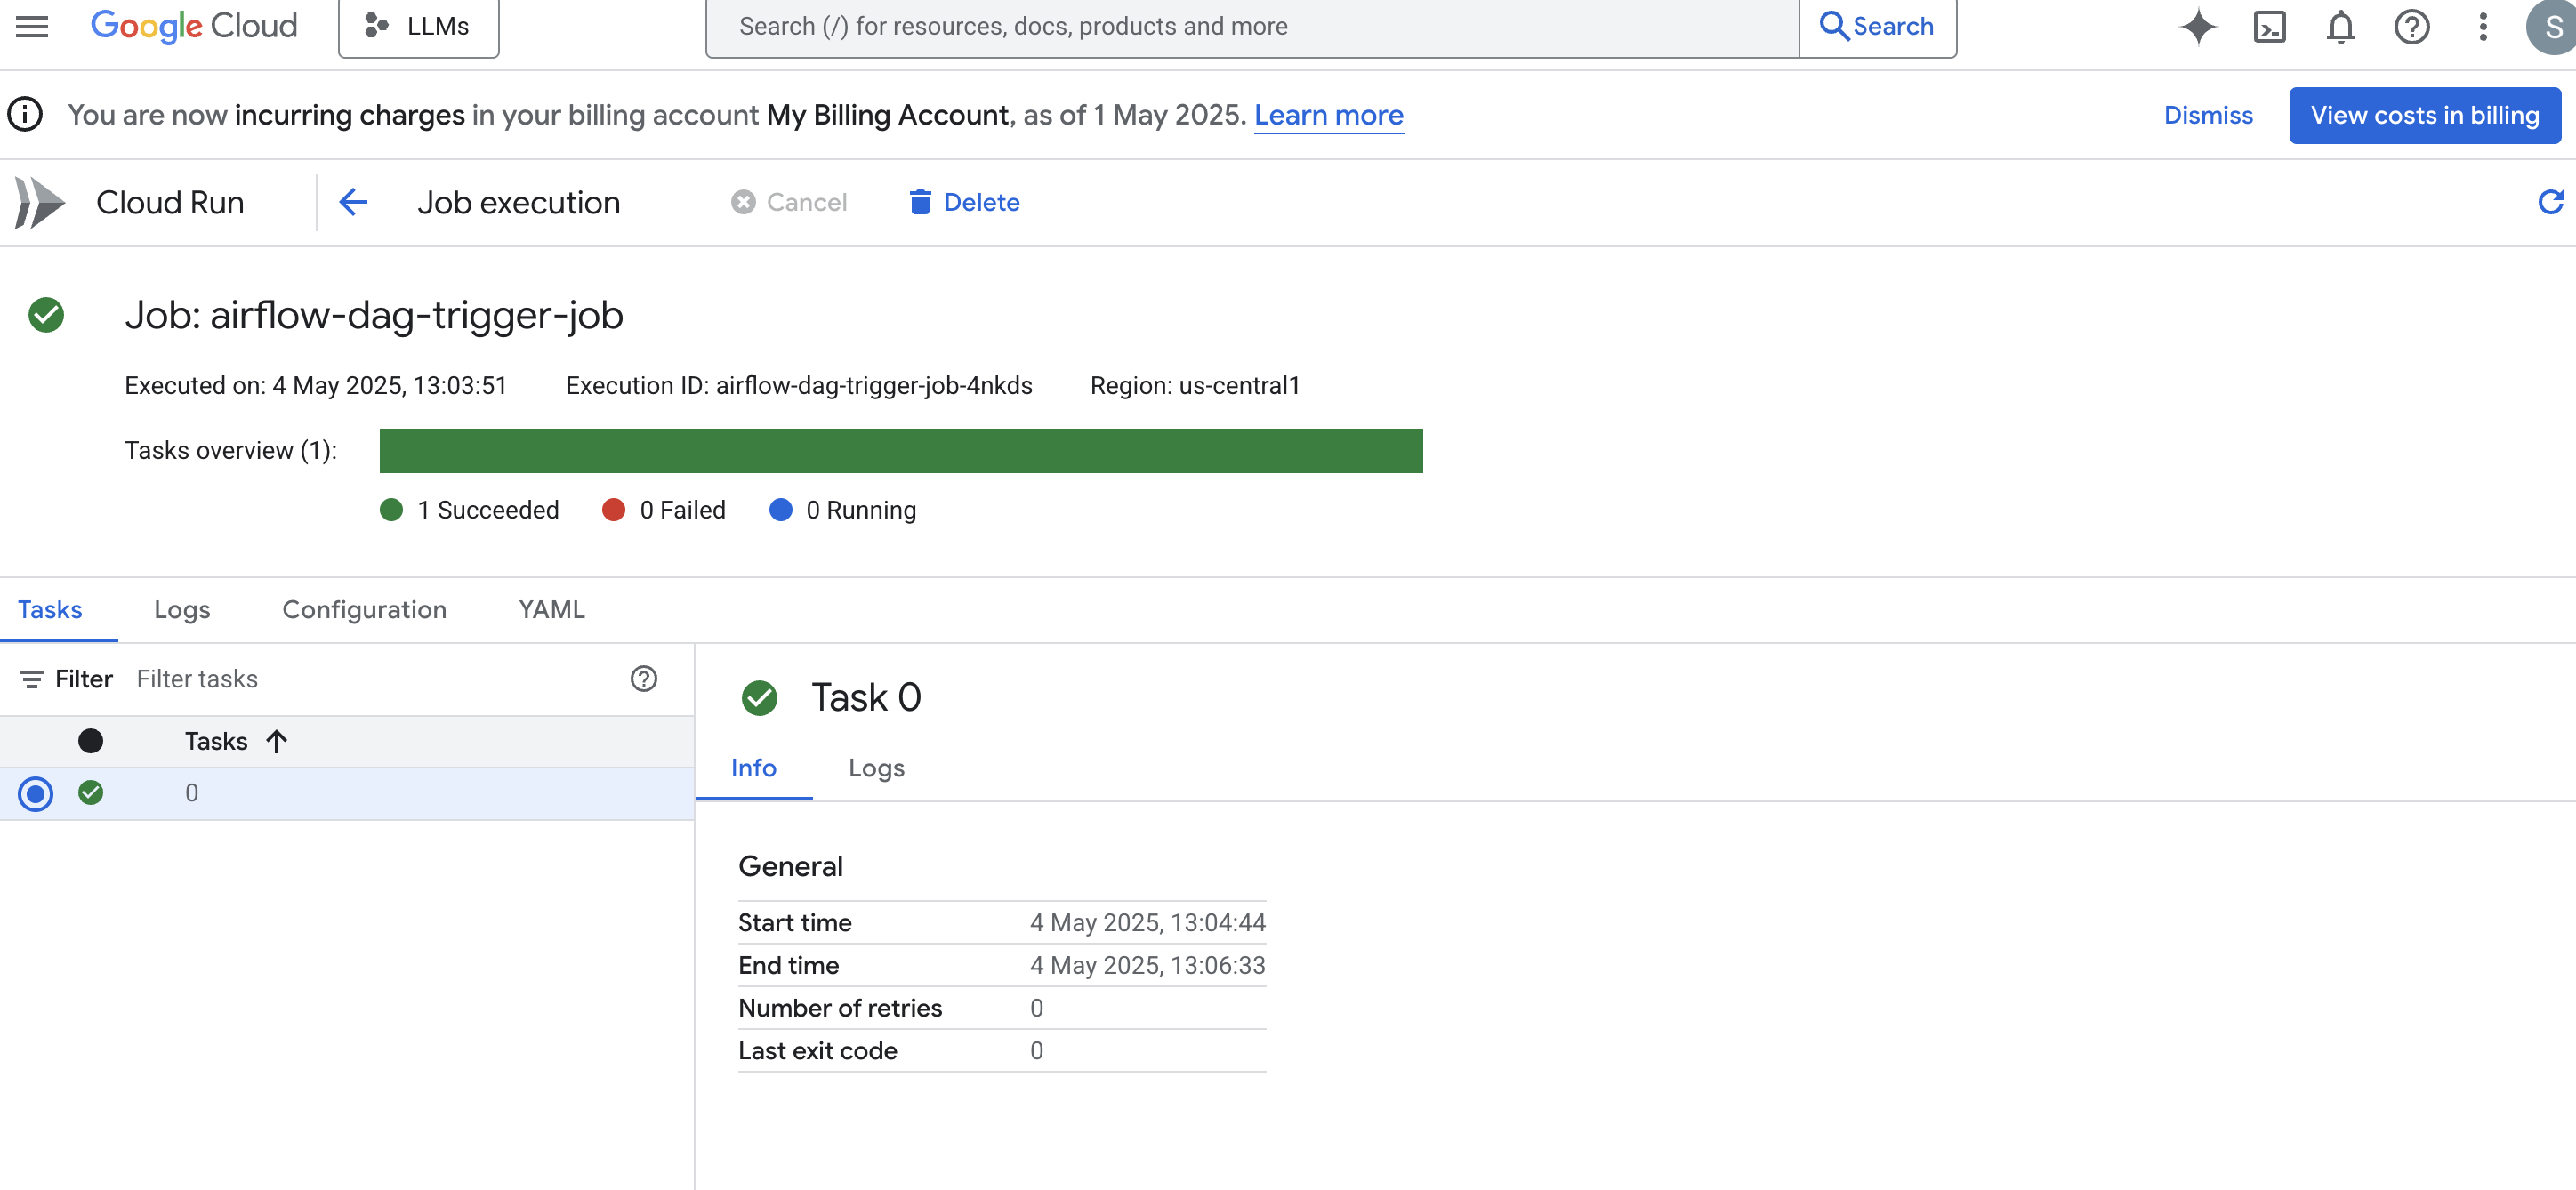 Google Cloud LLMs Search (/) for resources, docs, products and more Search S
You are now incurring charges in your billing account My Billing Account, as of 1 May 2025. Learn more Dismiss View costs in billing
Cloud Run Job execution Cancel Delete
Job: airflow-dag-trigger-job
Executed on: 4 May 2025, 13:03:51 Execution ID: airflow-dag-trigger-job-4nkds Region: us-central1
Tasks overview (1):
1 Succeeded 0 Failed 0 Running
Tasks Logs Configuration YAML
Filter Filter tasks
Tasks
0
Task 0
Info Logs
General
Start time 4 May 2025, 13:04:44
End time 4 May 2025, 13:06:33
Number of retries 0
Last exit code 0